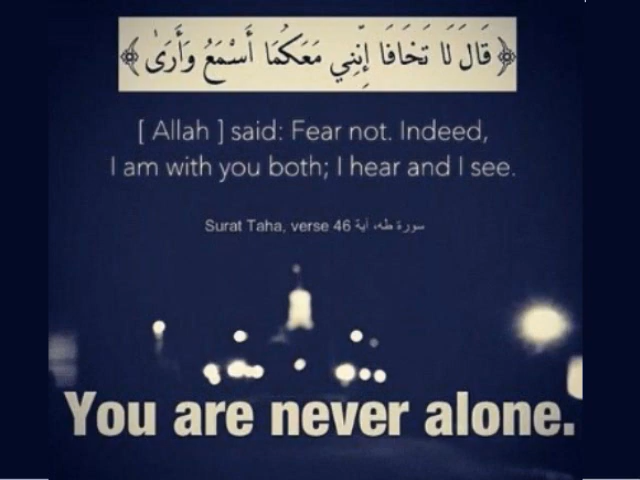 ﴿ قَالَ لَا تَخَافَا إِنَّنِي مَعَكُمَا أَسْمَعُ وَأَرَىٰ ﴾
[ Allah ] said: Fear not. Indeed,
I am with you both; I hear and I see.
Surat Taha, verse 46 سورة طه، آية
You are never alone.